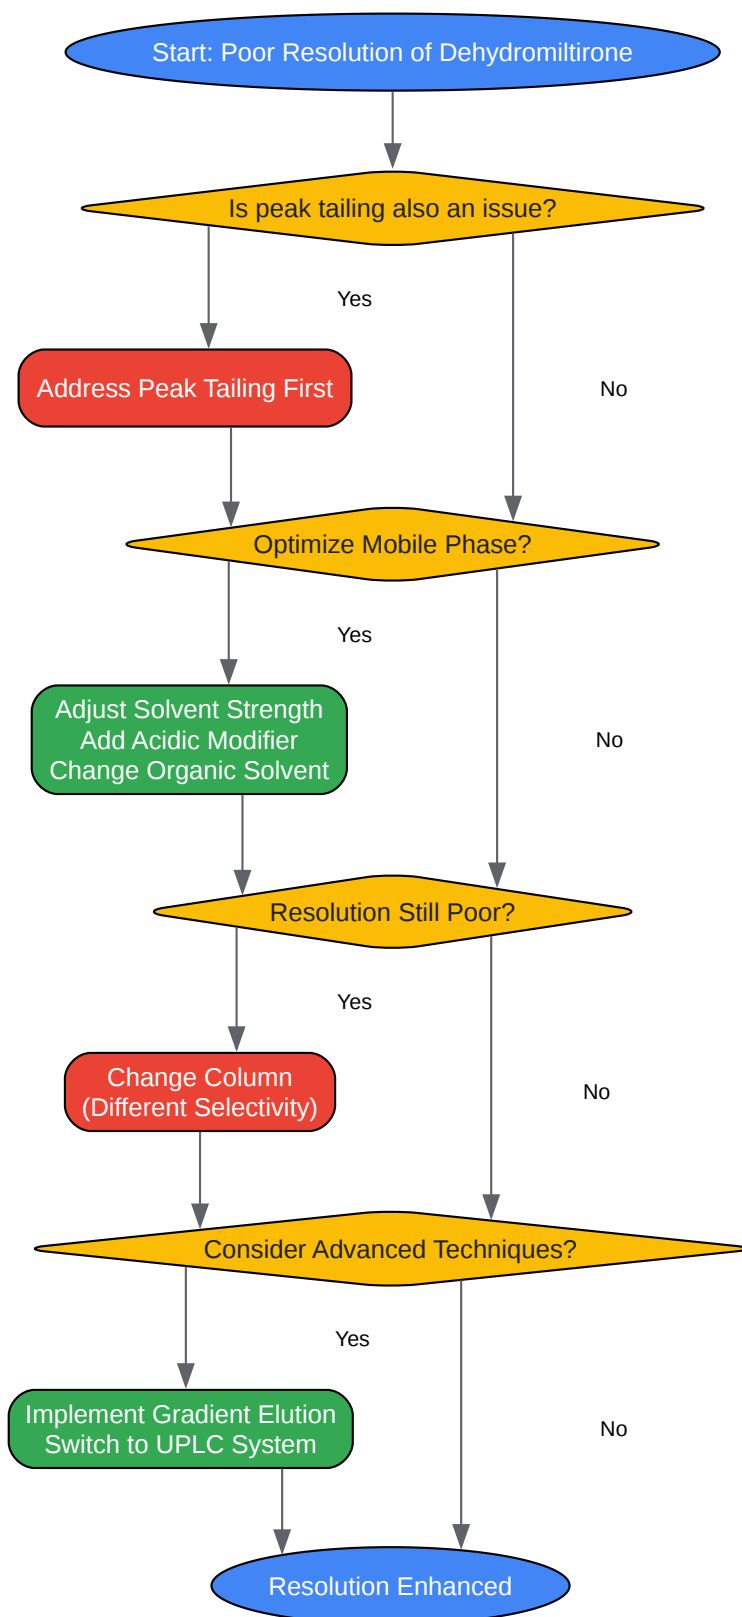 Start: Poor Resolution of Dehydromiltirone
Is peak tailing also an issue?
Yes
Address Peak Tailing First
No
Optimize Mobile Phase?
Yes
Adjust Solvent Strength
Add Acidic Modifier
Change Organic Solvent
No
Resolution Still Poor?
Yes
Change Column
(Different Selectivity)
No
Consider Advanced Techniques?
Yes
Implement Gradient Elution
Switch to UPLC System
No
Resolution Enhanced